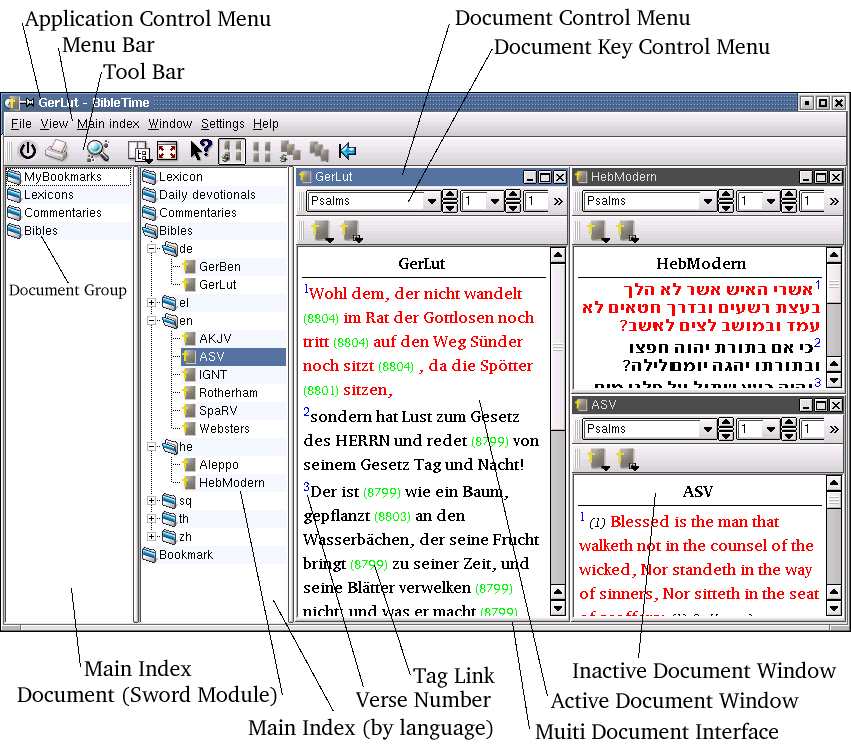 Application Control Menu
Menu Bar
Tool Bar
Document Control Menu
Document Key Control Menu
GerLut - BibleTime
File View Main index Window Settings Help
MyBookmarks
Lexicons
Commentaries
Bibles
Document Group
Lexicon
Daily devotionals
Commentaries
Bibles
de
GerBen
GerLut
el
en
AKJV
ASV
IGNT
Rotherham
SpaRV
Websters
he
Aleppo
HebModern
sq
th
zh
Bookmark
GerLut
Psalms 1 1 »
GerLut
1Wohl dem, der nicht wandelt
(8804) im Rat der Gottlosen noch
tritt (8804) auf den Weg Sünder
noch sitzt (8804) , da die Spötter
(8801) sitzen,
2sondern hat Lust zum Gesetz
des HERRN und redet (8799) von
seinem Gesetz Tag und Nacht!
3Der ist (8799) wie ein Baum,
gepflanzt (8803) an den
Wasserbächen, der seine Frucht
bringt (8799) zu seiner Zeit, und
seine Blätter verwelken (8799)
nicht; und was er macht (8799)
HebModern
Psalms 1 1 »
HebModern
1אשרי האיש אשר לא הלך
בעצת רשעים ובדרך חטאים לא
עמד ובמושב לצים לא ישב?
2כי אם בתורת יהוה חפצו
ובתורתו יהגה יומם לילה?
3והיה כעץ שתול על פלגי מים
ASV
Psalms 1 1 »
ASV
1 (1) Blessed is the man that
walketh not in the counsel of the
wicked, Nor standeth in the way
of sinners, Nor sitteth in the seat
Main Index
Document (Sword Module)
Main Index (by language)
Tag Link
Verse Number
Inactive Document Window
Active Document Window
Muiti Document Interface